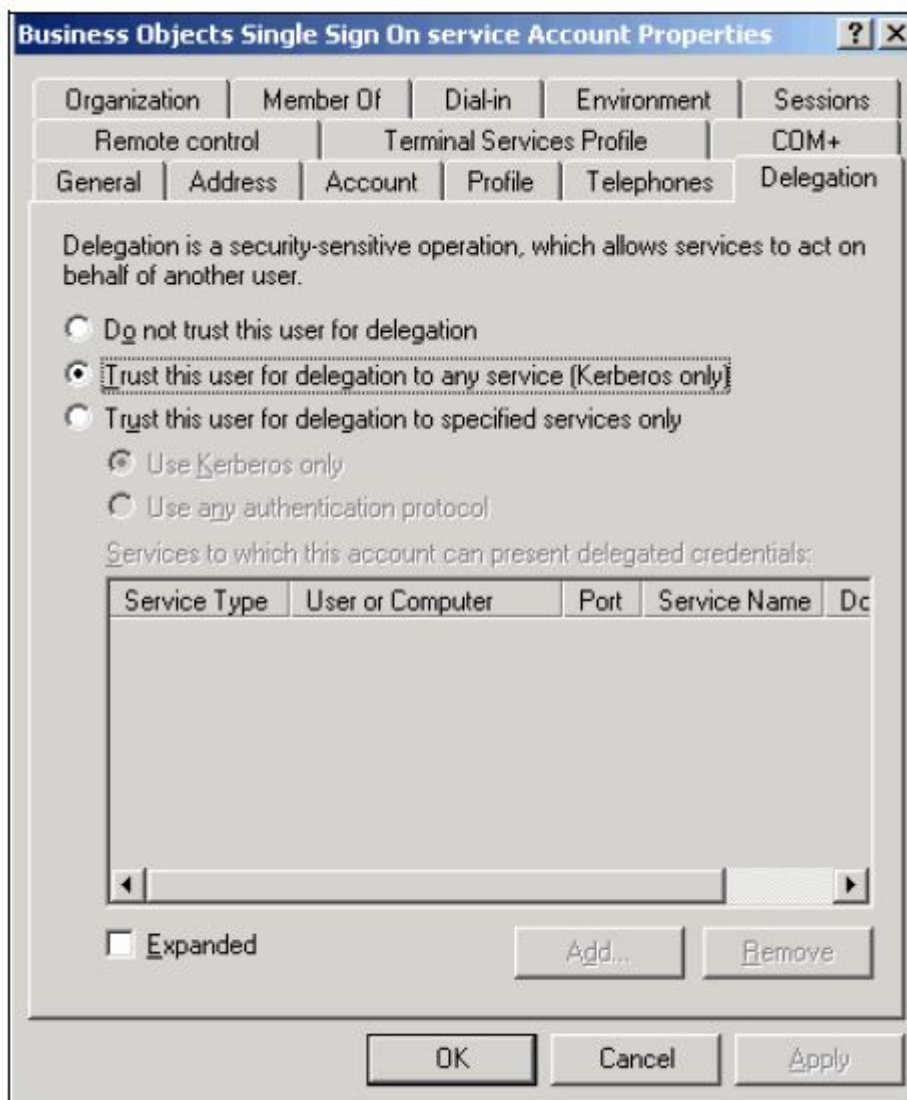 Business Objects Single Sign On service Account Properties
Organization Member Of Dial-in Environment Sessions
Remote control Terminal Services Profile COM+
General Address Account Profile Telephones Delegation
Delegation is a security-sensitive operation, which allows services to act on
behalf of another user.
Do not trust this user for delegation
Trust this user for delegation to any service (Kerberos only)
Trust this user for delegation to specified services only
Use Kerberos only
Use any authentication protocol
Services to which this account can present delegated credentials:
Service Type User or Computer Port Service Name Dc
Expanded Add... Remove
OK Cancel Apply